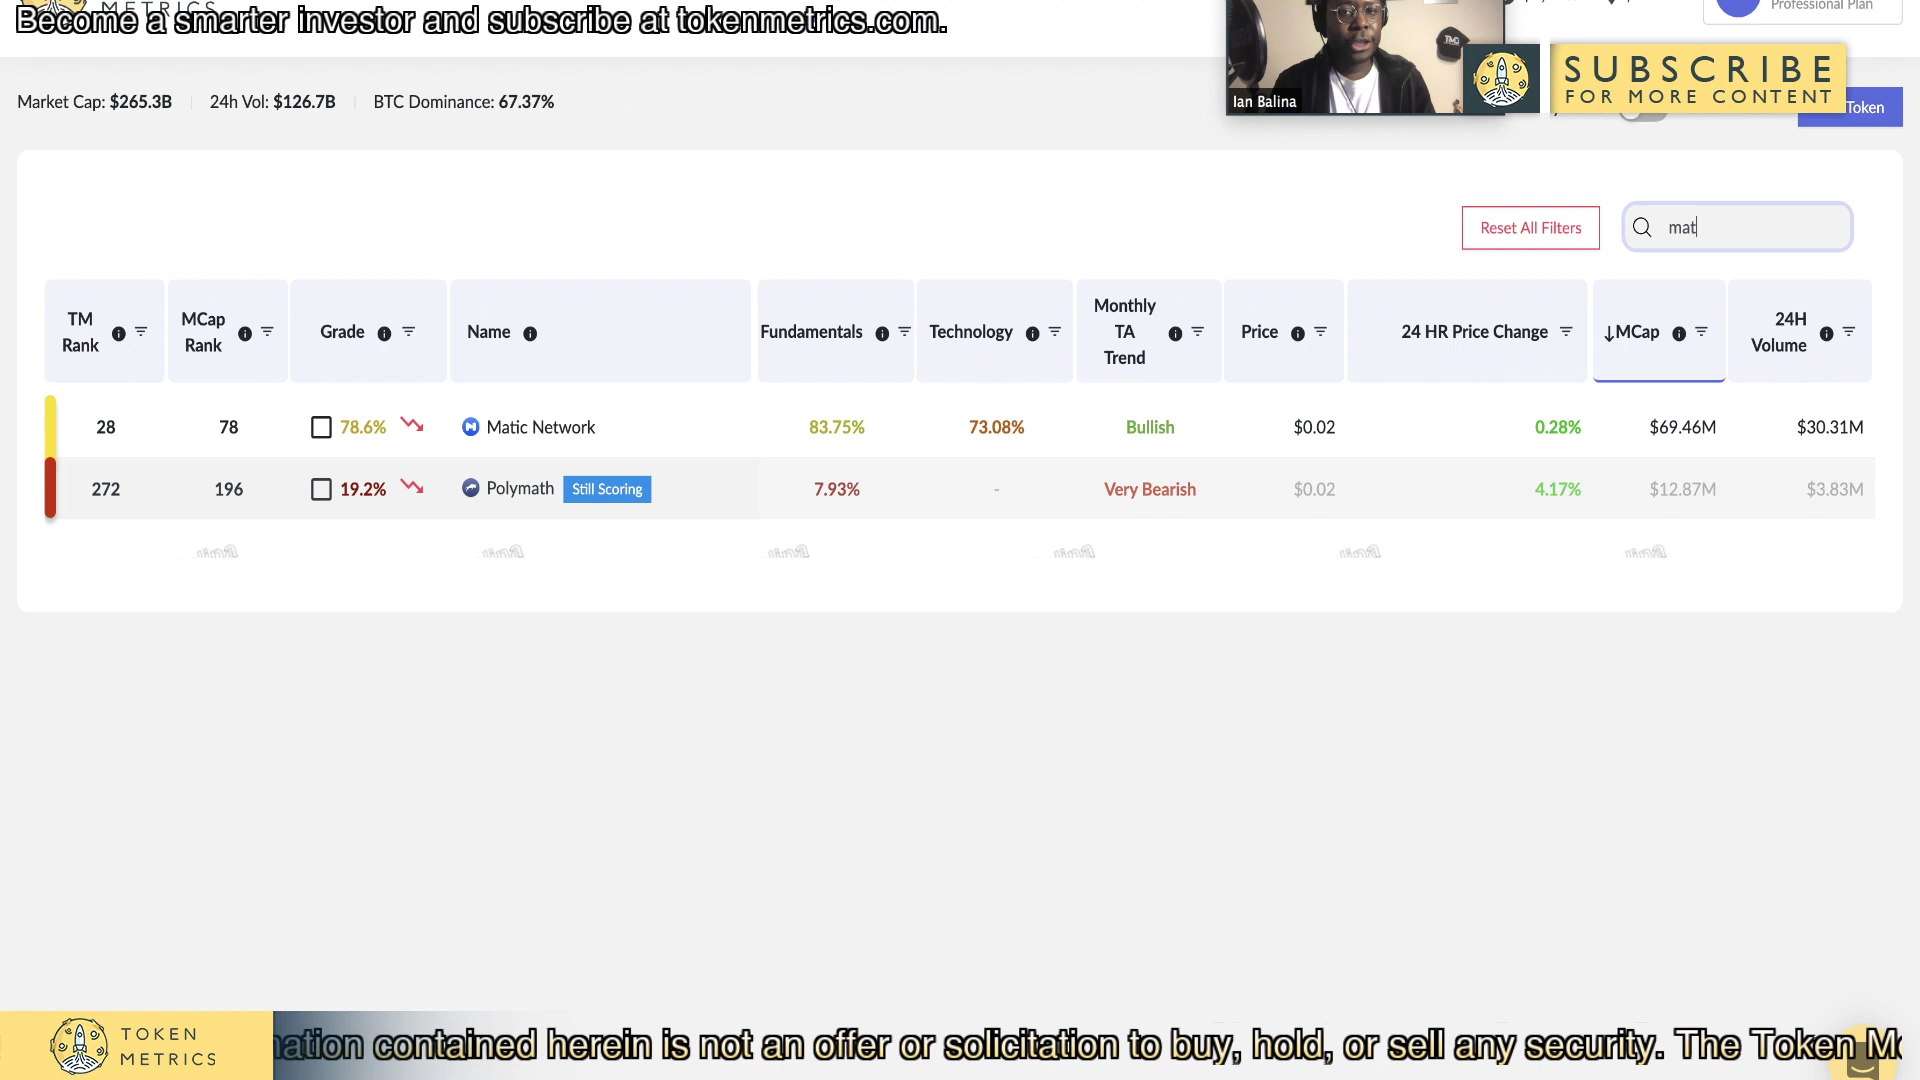 METRICS
Become a smarter investor and subscribe at tokenmetrics.com.
Professional Plan
Ian Balina
SUBSCRIBE
FOR MORE CONTENT
Token
Market Cap: $265.3B
24h Vol: $126.7B
BTC Dominance: 67.37%
Reset All Filters
mat
TM Rank
MCap Rank
Grade
Name
Fundamentals
Technology
Monthly TA Trend
Price
24 HR Price Change
↓MCap
24H Volume
28 78 78.6% Matic Network 83.75% 73.08% Bullish $0.02 0.28% $69.46M $30.31M
272 196 19.2% Polymath Still Scoring 7.93% - Very Bearish $0.02 4.17% $12.87M $3.83M
TOKEN
METRICS
contained herein is not an offer or solicitation to buy, hold, or sell any security. The Token